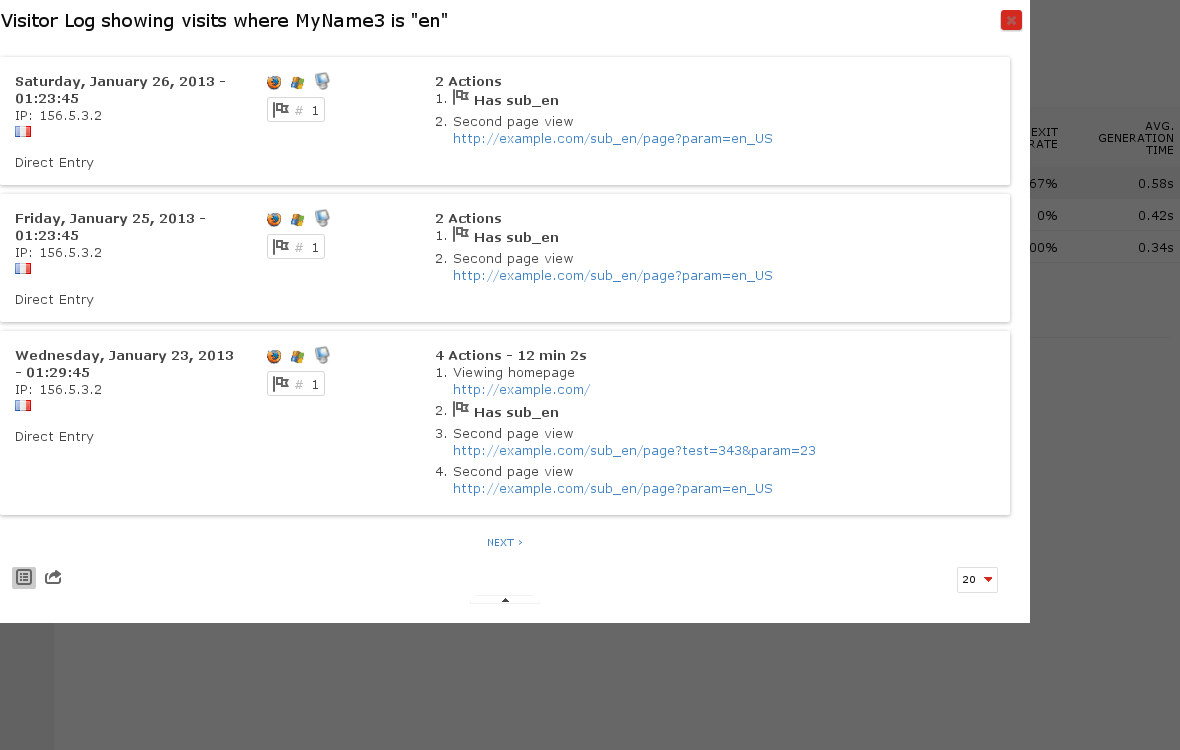 Visitor Log showing visits where MyName3 is "en"
Saturday, January 26, 2013 -
01:23:45
IP: 156.5.3.2
Direct Entry
# 1
2 Actions
1. Has sub_en
2. Second page view
http://example.com/sub_en/page?param=en_US
Friday, January 25, 2013 -
01:23:45
IP: 156.5.3.2
Direct Entry
# 1
2 Actions
1. Has sub_en
2. Second page view
http://example.com/sub_en/page?param=en_US
Wednesday, January 23, 2013
- 01:29:45
IP: 156.5.3.2
Direct Entry
# 1
4 Actions - 12 min 2s
1. Viewing homepage
http://example.com/
2. Has sub_en
3. Second page view
http://example.com/sub_en/page?test=343&param=23
4. Second page view
http://example.com/sub_en/page?param=en_US
NEXT >
20
EXIT
RATE
AVG.
GENERATION
TIME
67% 0.58s
0% 0.42s
00% 0.34s